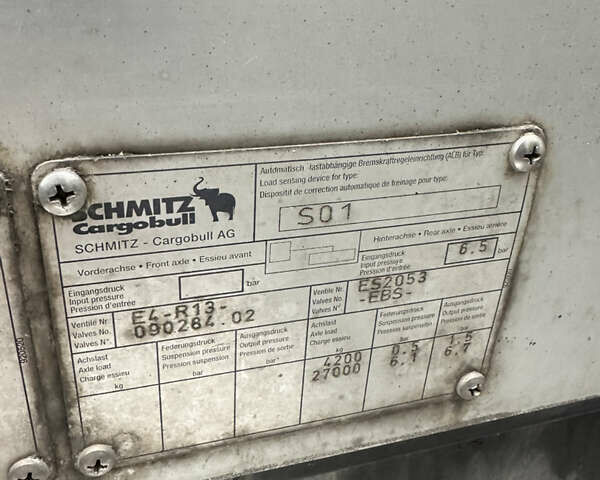 SCHMITZ
Cargobull
SCHMITZ - Cargobull AG
Automatisch lastabhängige Bremskraftregeleinrichtung (ALB) für Typ:
Load sensing device for type:
Dispositif de correction automatique de freinage pour type:
S01
Vorderachse • Front axle • Essieu avant
Hinterachse • Rear axle • Essieu arrière
Eingangsdruck
Input pressure
Pression d'entrée
bar
Eingangsdruck
Input pressure
Pression d'entrée
6.5 bar
Ventile Nr
Valves No.
Valves No.
E4-R13-
090284.02
Ventile Nr.
Valves No.
Valves No.
ES2053
-EBS-
Achslast
Axle load
Charge essieu
kg
Federungsdruck
Suspension pressure
Pression suspension
bar
Ausgangsdruck
Output pressure
Pression de sortie
bar
Achslast
Axle load
Charge essieu
kg
Federungsdruck
Suspension pressure
Pression suspension
bar
Ausgangsdruck
Output pressure
Pression de sortie
bar
4200 0.5 1.5
27000 6.1 6.7